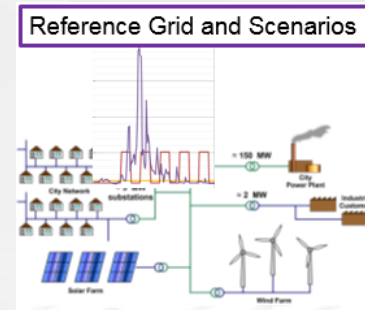 Reference Grid and Scenarios
≈ 150 MW
City
Power Plant
City Network
substations
≈ 2 MW
Solar Farm
Wind Farm